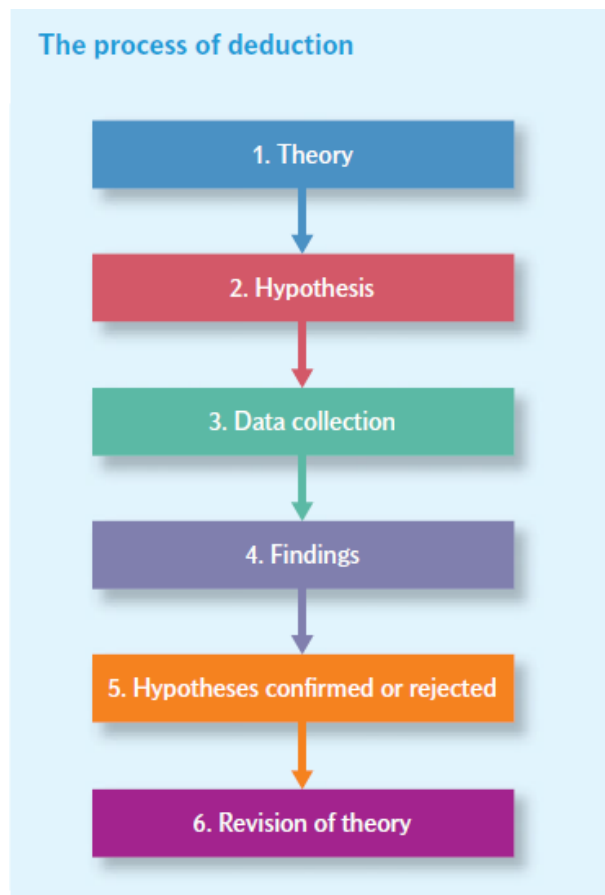 The process of deduction
1. Theory
2. Hypothesis
3. Data collection
4. Findings
5. Hypotheses confirmed or rejected
6. Revision of theory